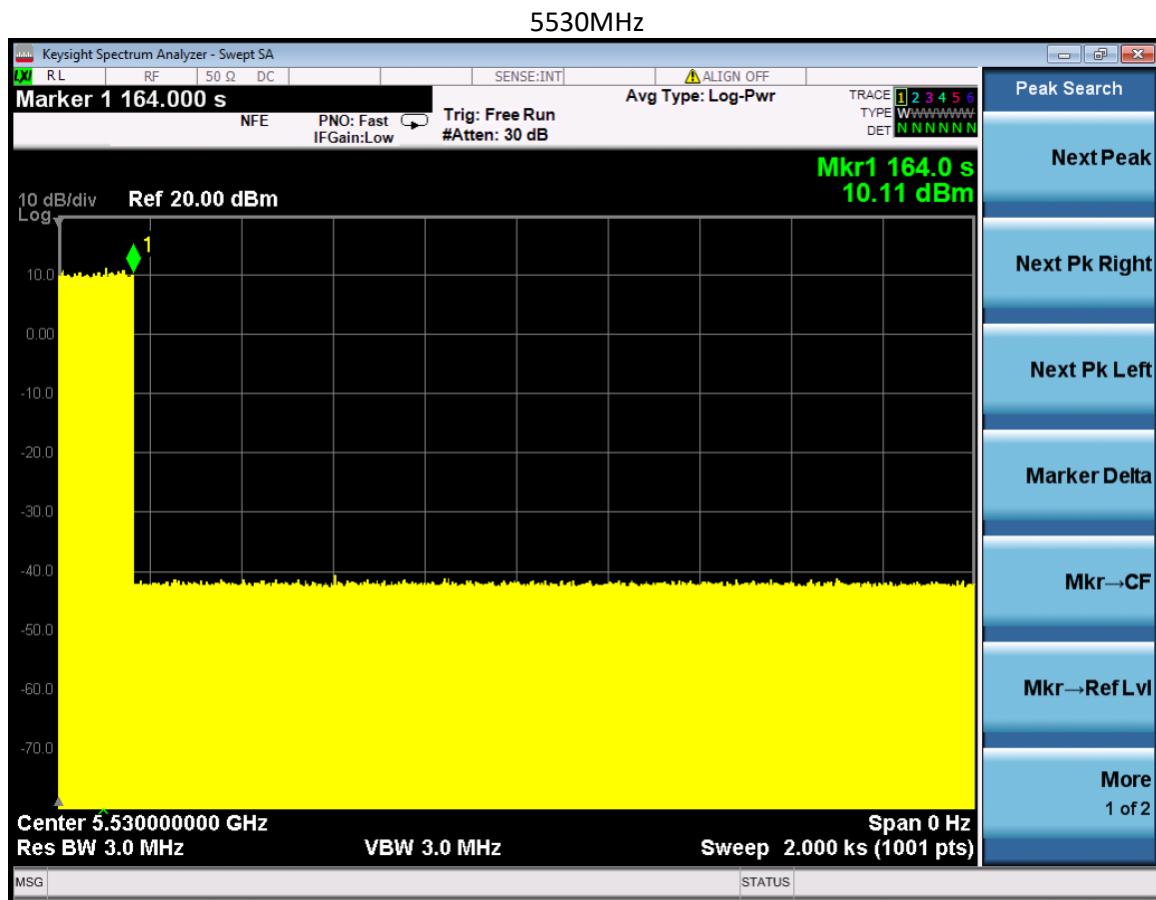 5530MHz
Keysight Spectrum Analyzer - Swept SA
LXI RL RF 50 Ω DC SENSE:INT ALIGN OFF
Marker 1 164.000 s
NFE
PNO: Fast
IFGain:Low
Trig: Free Run
#Atten: 30 dB
Avg Type: Log-Pwr
TRACE 1 2 3 4 5 6
TYPE WWWWWW
DET N N N N N N
Mkr1 164.0 s
10.11 dBm
10 dB/div Ref 20.00 dBm
Log
1
10.0
0.00
-10.0
-20.0
-30.0
-40.0
-50.0
-60.0
-70.0
Center 5.530000000 GHz Span 0 Hz
Res BW 3.0 MHz VBW 3.0 MHz Sweep 2.000 ks (1001 pts)
MSG STATUS
Peak Search
Next Peak
Next Pk Right
Next Pk Left
Marker Delta
Mkr→CF
Mkr→Ref Lvl
More
1 of 2